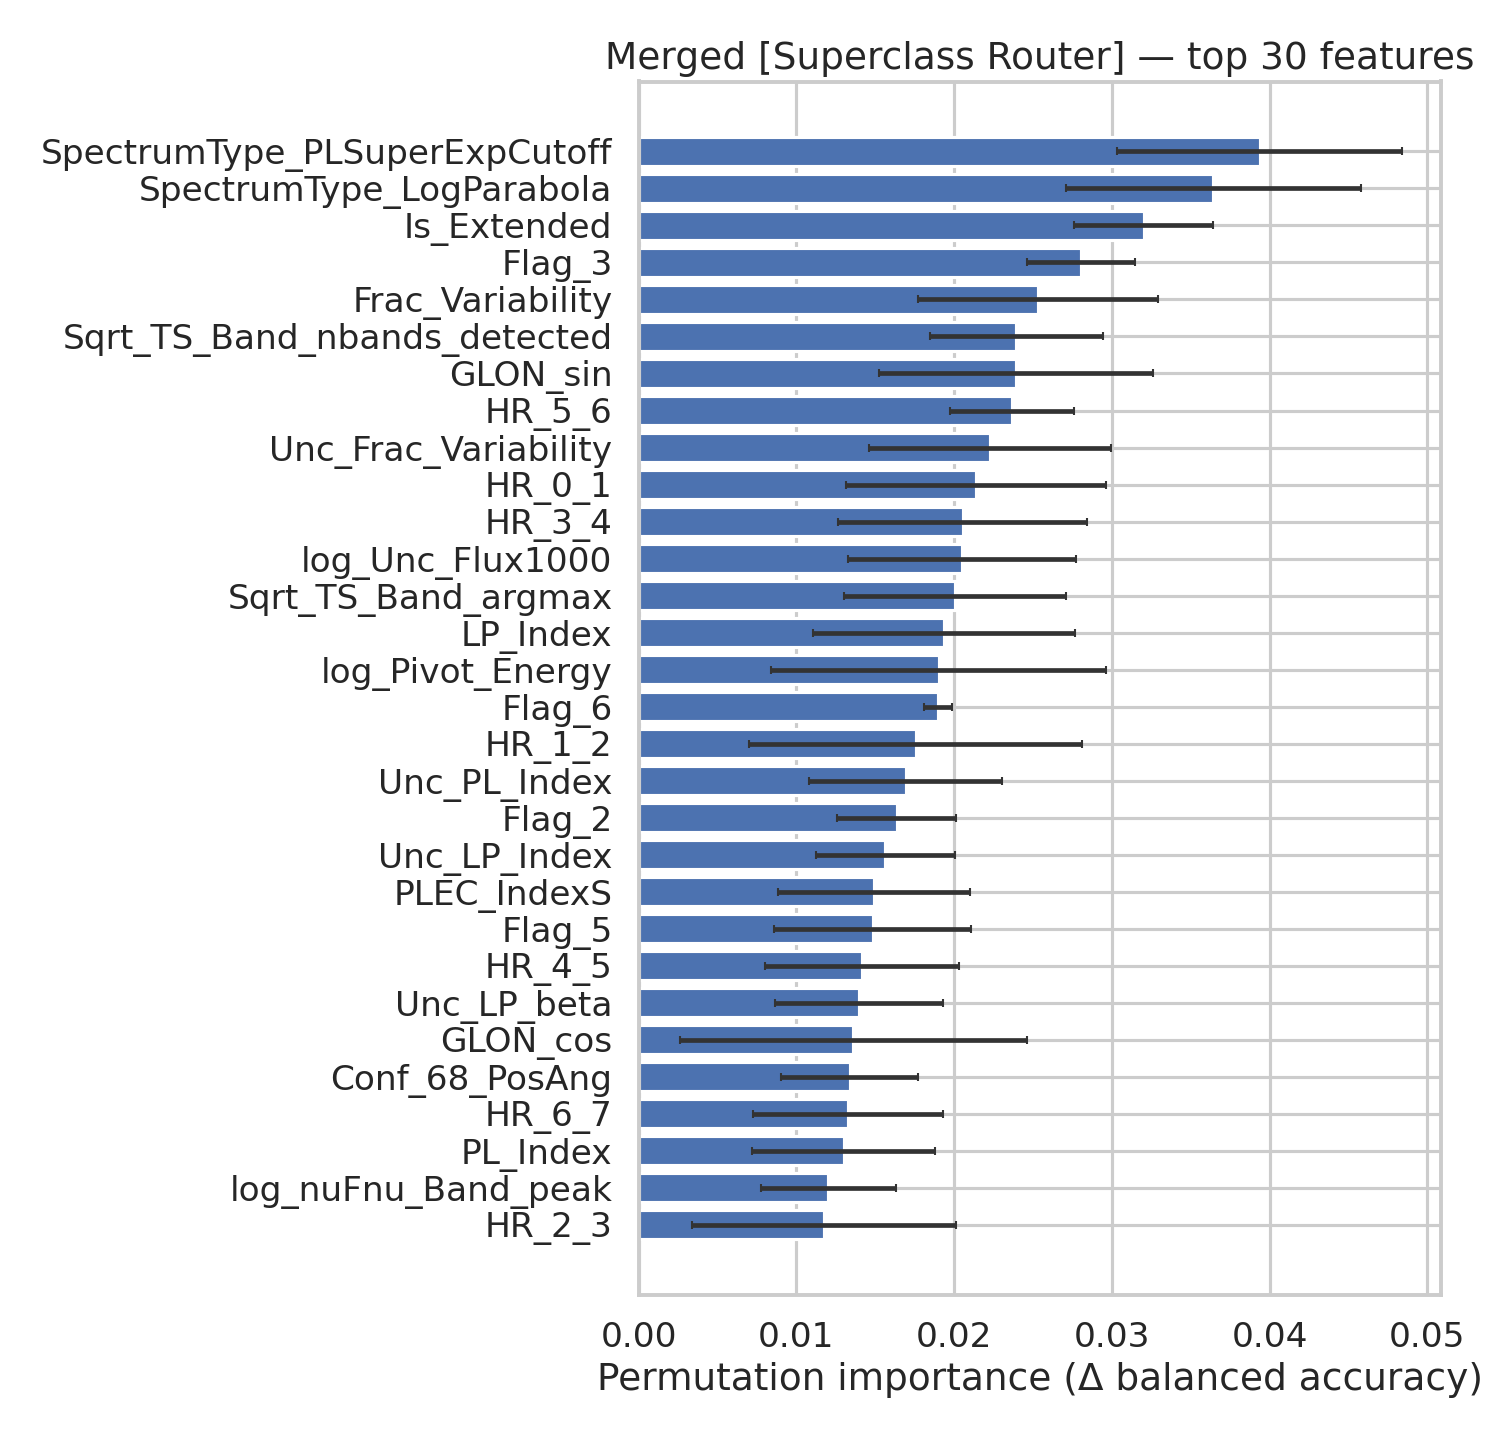 Merged [Superclass Router] — top 30 features
SpectrumType_PLSuperExpCutoff
SpectrumType_LogParabola
Is_Extended
Flag_3
Frac_Variability
Sqrt_TS_Band_nbands_detected
GLON_sin
HR_5_6
Unc_Frac_Variability
HR_0_1
HR_3_4
log_Unc_Flux1000
Sqrt_TS_Band_argmax
LP_Index
log_Pivot_Energy
Flag_6
HR_1_2
Unc_PL_Index
Flag_2
Unc_LP_Index
PLEC_IndexS
Flag_5
HR_4_5
Unc_LP_beta
GLON_cos
Conf_68_PosAng
HR_6_7
PL_Index
log_nuFnu_Band_peak
HR_2_3
0.00 0.01 0.02 0.03 0.04 0.05
Permutation importance (Δ balanced accuracy)